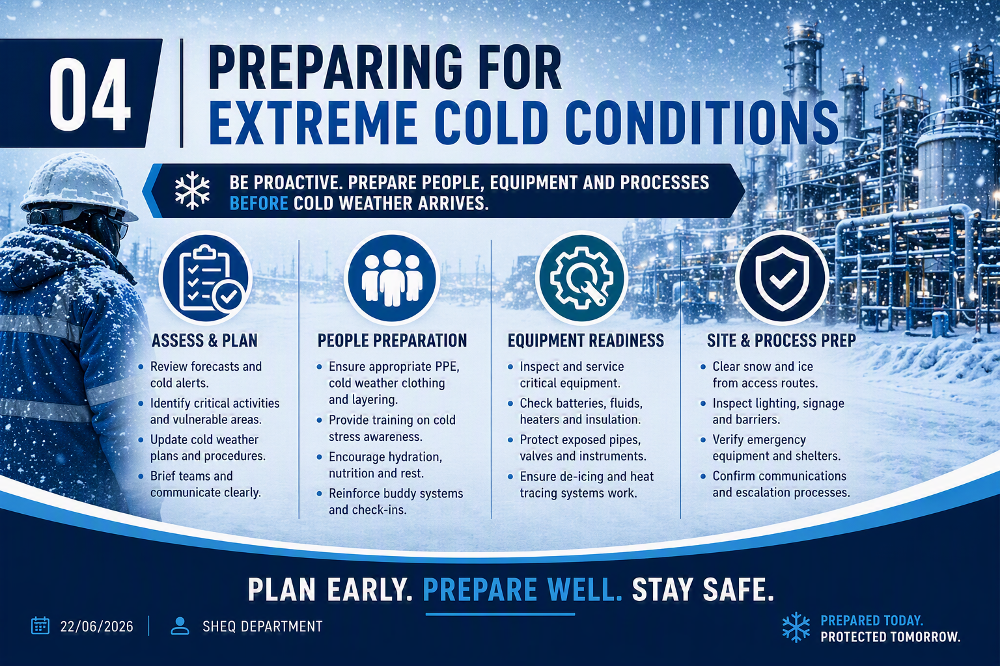 04
PREPARING FOR
EXTREME COLD CONDITIONS
BE PROACTIVE. PREPARE PEOPLE, EQUIPMENT AND PROCESSES
BEFORE COLD WEATHER ARRIVES.
ASSESS & PLAN
• Review forecasts and
cold alerts.
• Identify critical activities
and vulnerable areas.
• Update cold weather
plans and procedures.
• Brief teams and
communicate clearly.
PEOPLE PREPARATION
• Ensure appropriate PPE,
cold weather clothing
and layering.
• Provide training on cold
stress awareness.
• Encourage hydration,
nutrition and rest.
• Reinforce buddy systems
and check-ins.
EQUIPMENT READINESS
• Inspect and service
critical equipment.
• Check batteries, fluids,
heaters and insulation.
• Protect exposed pipes,
valves and instruments.
• Ensure de-icing and heat
tracing systems work.
SITE & PROCESS PREP
• Clear snow and ice
from access routes.
• Inspect lighting, signage
and barriers.
• Verify emergency
equipment and shelters.
• Confirm communications
and escalation processes.
PLAN EARLY. PREPARE WELL. STAY SAFE.
22/06/2026
SHEQ DEPARTMENT
PREPARED TODAY.
PROTECTED TOMORROW.